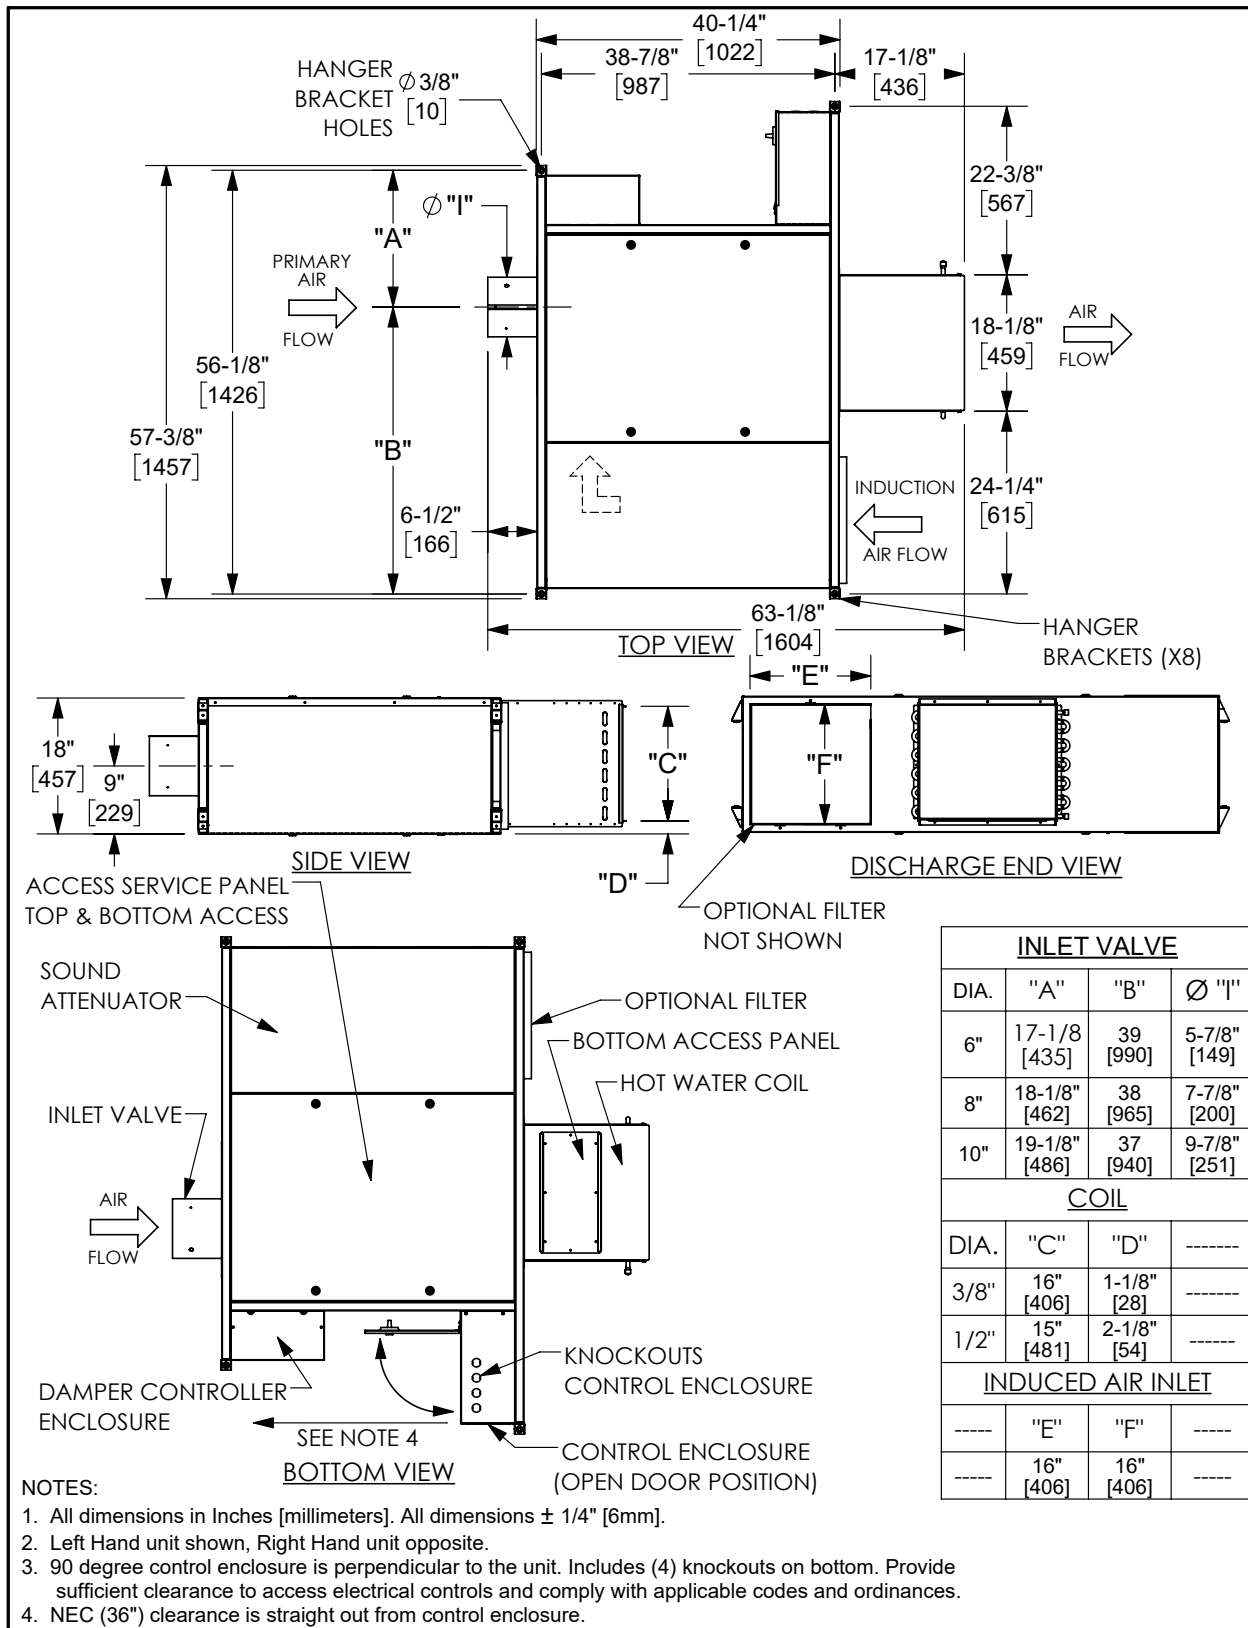 40-1/4"
[1022]
38-7/8"
[987]
17-1/8"
[436]
HANGER
BRACKET
HOLES
Ø 3/8"
[10]
22-3/8"
[567]
Ø "I"
"A"
PRIMARY
AIR
FLOW
18-1/8"
[459]
AIR
FLOW
56-1/8"
[1426]
57-3/8"
[1457]
"B"
6-1/2"
[166]
INDUCTION
AIR FLOW
24-1/4"
[615]
63-1/8"
[1604]
TOP VIEW
HANGER
BRACKETS (X8)
"E"
18"
[457]
9"
[229]
"C"
"F"
SIDE VIEW
"D"
DISCHARGE END VIEW
OPTIONAL FILTER
NOT SHOWN
ACCESS SERVICE PANEL
TOP & BOTTOM ACCESS
SOUND
ATTENUATOR
OPTIONAL FILTER
BOTTOM ACCESS PANEL
HOT WATER COIL
INLET VALVE
AIR
FLOW
DAMPER CONTROLLER
ENCLOSURE
KNOCKOUTS
CONTROL ENCLOSURE
SEE NOTE 4
CONTROL ENCLOSURE
(OPEN DOOR POSITION)
BOTTOM VIEW
INLET VALVE
DIA. "A" "B" Ø "I"
6" 17-1/8 [435] 39 [990] 5-7/8" [149]
8" 18-1/8" [462] 38 [965] 7-7/8" [200]
10" 19-1/8" [486] 37 [940] 9-7/8" [251]
COIL
DIA. "C" "D" -------
3/8" 16" [406] 1-1/8" [28] -------
1/2" 15" [481] 2-1/8" [54] ------
INDUCED AIR INLET
----- "E" "F" -----
----- 16" [406] 16" [406] -----
NOTES:
1. All dimensions in Inches [millimeters]. All dimensions ± 1/4" [6mm].
2. Left Hand unit shown, Right Hand unit opposite.
3. 90 degree control enclosure is perpendicular to the unit. Includes (4) knockouts on bottom. Provide
sufficient clearance to access electrical controls and comply with applicable codes and ordinances.
4. NEC (36") clearance is straight out from control enclosure.